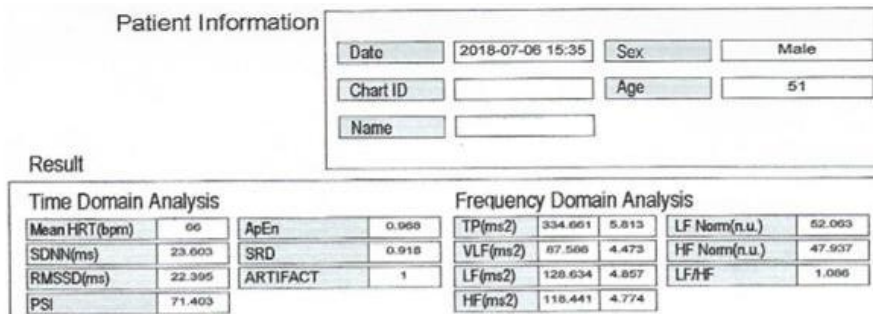 Patient Information
Date 2018-07-06 15:35 Sex Male
Chart ID Age 51
Name
Result
Time Domain Analysis
Mean HRT(bpm) 66 ApEn 0.968
SDNN(ms) 23.603 SRD 0.918
RMSSD(ms) 22.395 ARTIFACT 1
PSI 71.403
Frequency Domain Analysis
TP(ms2) 334.661 5.813 LF Norm(n.u.) 52.063
VLF(ms2) 87.586 4.473 HF Norm(n.u.) 47.937
LF(ms2) 128.634 4.857 LF/HF 1.086
HF(ms2) 118.441 4.774